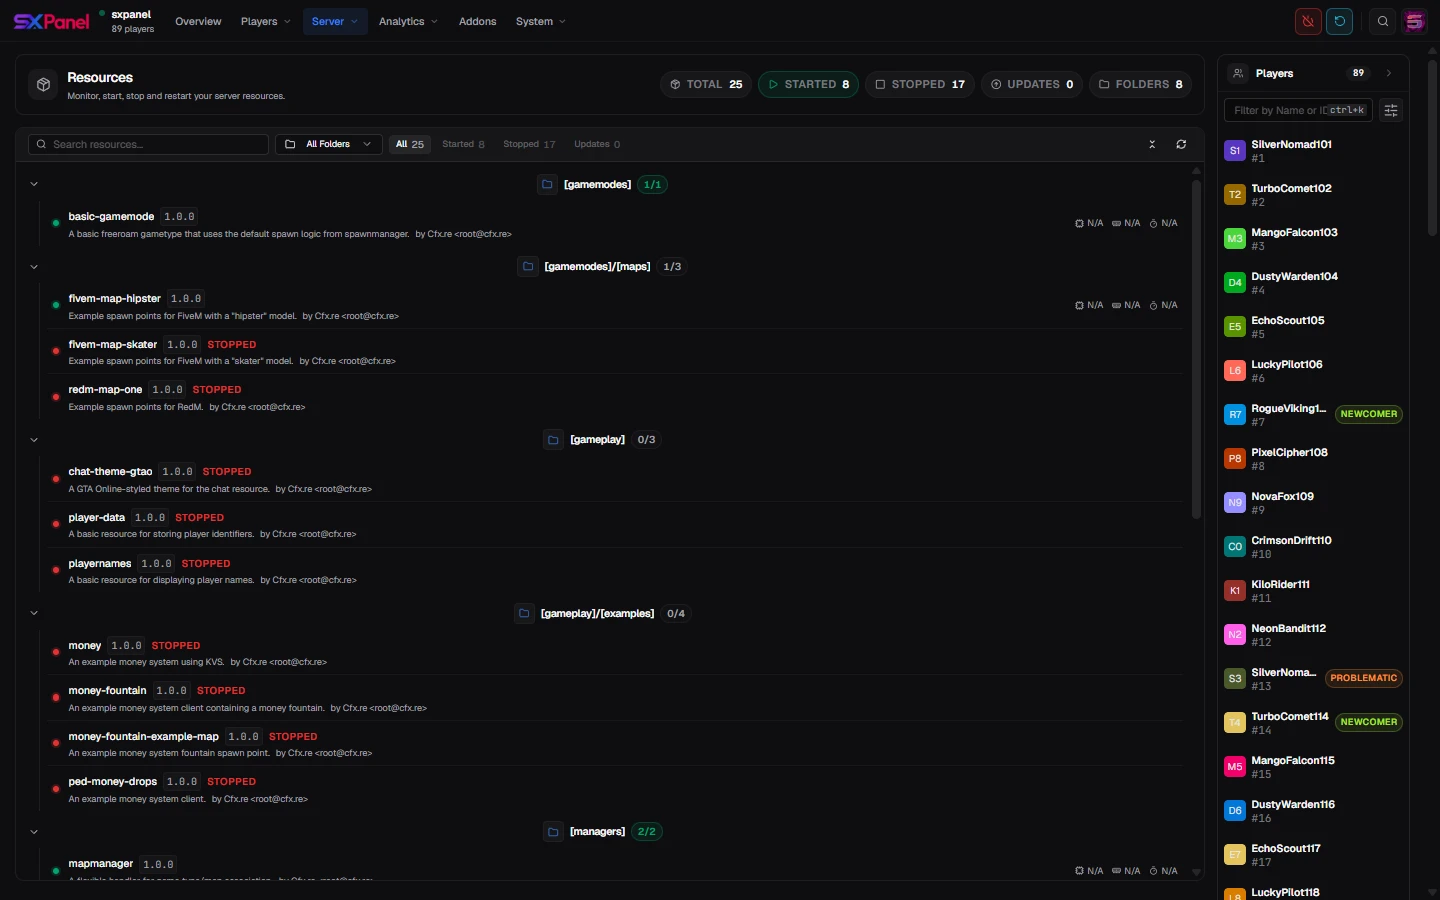 SXPanel
sxpanel
89 players
Overview
Players
Server
Analytics
Addons
System
Resources
Monitor, start, stop and restart your server resources.
TOTAL 25
STARTED 8
STOPPED 17
UPDATES 0
FOLDERS 8
Search resources...
All Folders
All 25
Started 8
Stopped 17
Updates 0
[gamemodes] 1/1
basic-gamemode 1.0.0
A basic freeroam gametype that uses the default spawn logic from spawnmanager. by Cfx.re <root@cfx.re>
N/A N/A N/A
[gamemodes]/[maps] 1/3
fivem-map-hipster 1.0.0
Example spawn points for FiveM with a "hipster" model. by Cfx.re <root@cfx.re>
N/A N/A N/A
fivem-map-skater 1.0.0 STOPPED
Example spawn points for FiveM with a "skater" model. by Cfx.re <root@cfx.re>
redm-map-one 1.0.0 STOPPED
Example spawn points for RedM. by Cfx.re <root@cfx.re>
[gameplay] 0/3
chat-theme-gtao 1.0.0 STOPPED
A GTA Online-styled theme for the chat resource. by Cfx.re <root@cfx.re>
player-data 1.0.0 STOPPED
A basic resource for storing player identifiers. by Cfx.re <root@cfx.re>
playernames 1.0.0 STOPPED
A basic resource for displaying player names. by Cfx.re <root@cfx.re>
[gameplay]/[examples] 0/4
money 1.0.0 STOPPED
An example money system using KVS. by Cfx.re <root@cfx.re>
money-fountain 1.0.0 STOPPED
An example money system client containing a money fountain. by Cfx.re <root@cfx.re>
money-fountain-example-map 1.0.0 STOPPED
An example money system fountain spawn point. by Cfx.re <root@cfx.re>
ped-money-drops 1.0.0 STOPPED
An example money system client. by Cfx.re <root@cfx.re>
[managers] 2/2
mapmanager 1.0.0
A flexible handler for game type/map association. by Cfx.re <root@cfx.re>
N/A N/A N/A
Players 89
Filter by Name or ID ctrl+k
S1 SilverNomad101
#1
T2 TurboComet102
#2
M3 MangoFalcon103
#3
D4 DustyWarden104
#4
E5 EchoScout105
#5
L6 LuckyPilot106
#6
R7 RogueViking1... NEWCOMER
#7
P8 PixelCipher108
#8
N9 NovaFox109
#9
C0 CrimsonDrift110
#10
K1 KiloRider111
#11
N2 NeonBandit112
#12
S3 SilverNoma... PROBLEMATIC
#13
T4 TurboComet114 NEWCOMER
#14
M5 MangoFalcon115
#15
D6 DustyWarden116
#16
E7 EchoScout117
#17
L8 LuckyPilot118